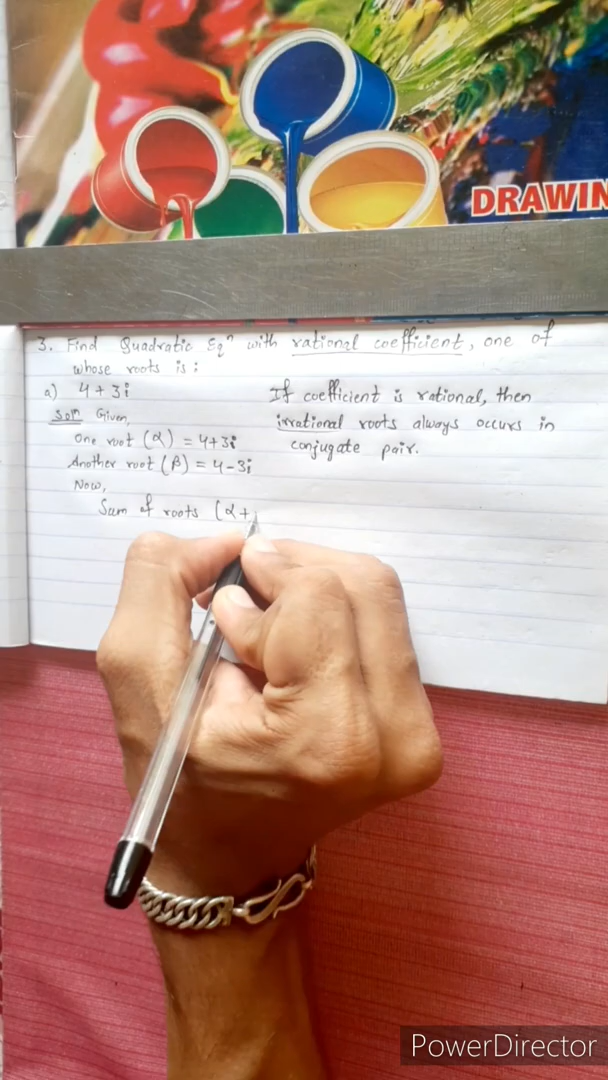 DRAWIN
3. Find Quadratic Eqⁿ with rational coefficient, one of
whose roots is :
a) 4 + 3i
Solⁿ Given,
One root (α) = 4+3i
Another root (β) = 4-3i
Now,
Sum of roots (α +
If coefficient is rational, then
irrational roots always occurs in
conjugate pair.
PowerDirector